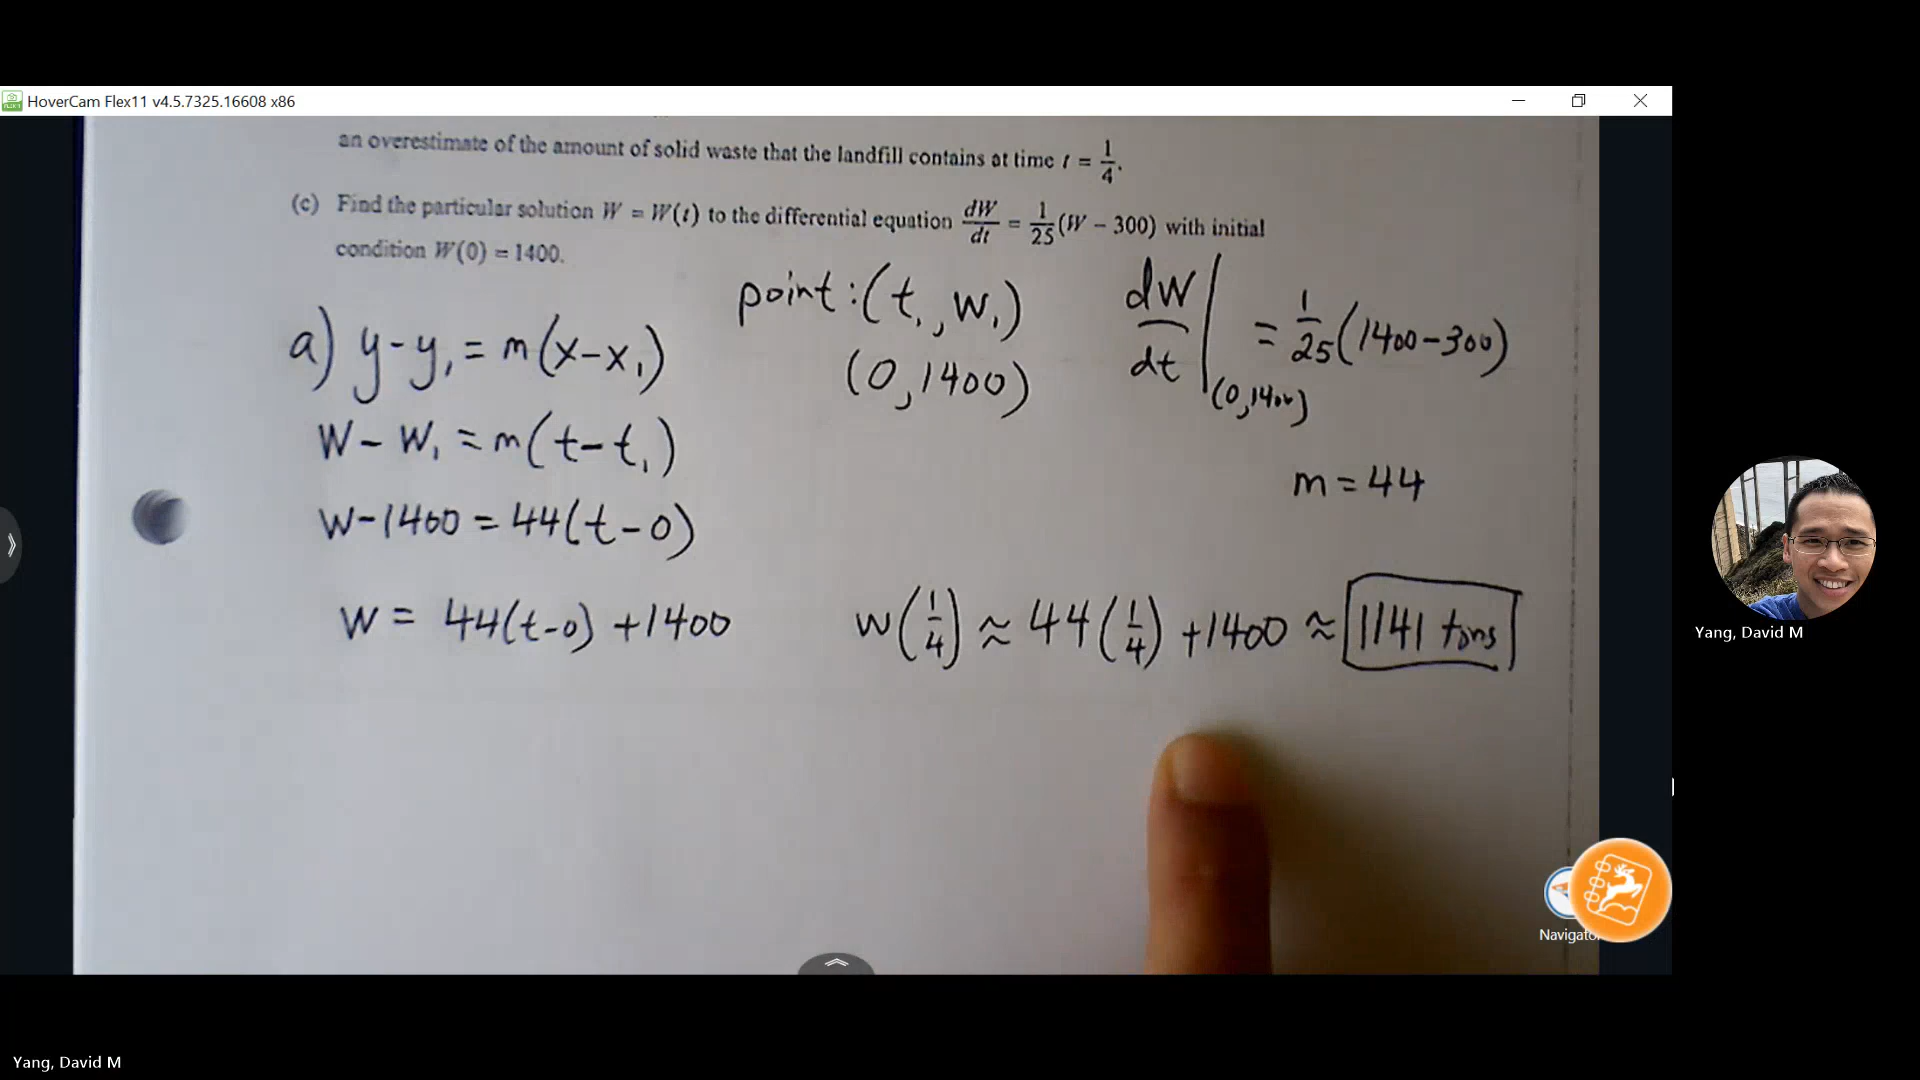 HoverCam Flex11 v4.5.7325.16608 x86
an overestimate of the amount of solid waste that the landfill contains at time t = 1/4.
(c) Find the particular solution W = W(t) to the differential equation dW/dt = 1/25(W − 300) with initial
condition W(0) = 1400.
a) y-y₁ = m(x-x₁)
W-W₁ = m(t-t₁)
W-1400 = 44(t-0)
W = 44(t-0)+1400
point:(t₁,W₁)
(0,1400)
dW/dt|(0,1400) = 1/25(1400-300)
m = 44
W(1/4) ≈ 44(1/4)+1400 ≈ 1141 tons
Navigato
Yang, David M
Yang, David M